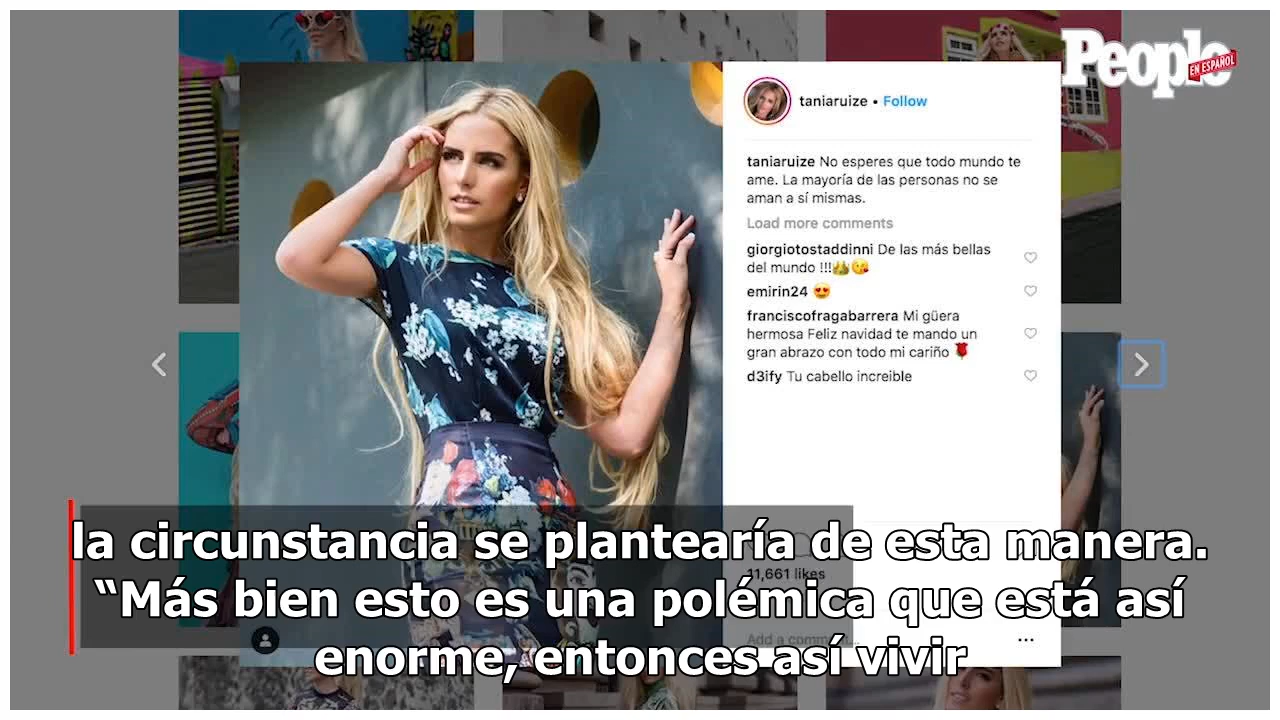 People
EN ESPAÑOL
taniaruize • Follow
taniaruize No esperes que todo mundo te
ame. La mayoría de las personas no se
aman a sí mismas.
Load more comments
giorgiotostaddinni De las más bellas
del mundo !!!👑😘
emirin24 😍
franciscofragabarrera Mi güera
hermosa Feliz navidad te mando un
gran abrazo con todo mi cariño 🌹
d3ify Tu cabello increible
11,661 likes
Add a comment...
la circunstancia se plantearía de esta manera.
“Más bien esto es una polémica que está así
enorme, entonces así vivir